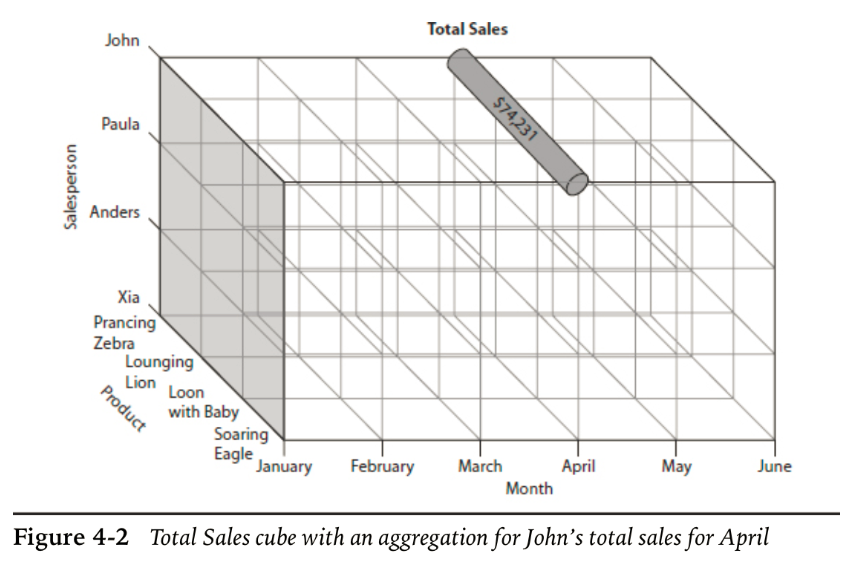 Total Sales
John
Paula
Anders
Xia
Salesperson
$74,231
Prancing
Zebra
Lounging
Lion
Loon
with Baby
Soaring
Eagle
Product
January
February
March
April
May
June
Month
Figure 4-2 Total Sales cube with an aggregation for John’s total sales for April